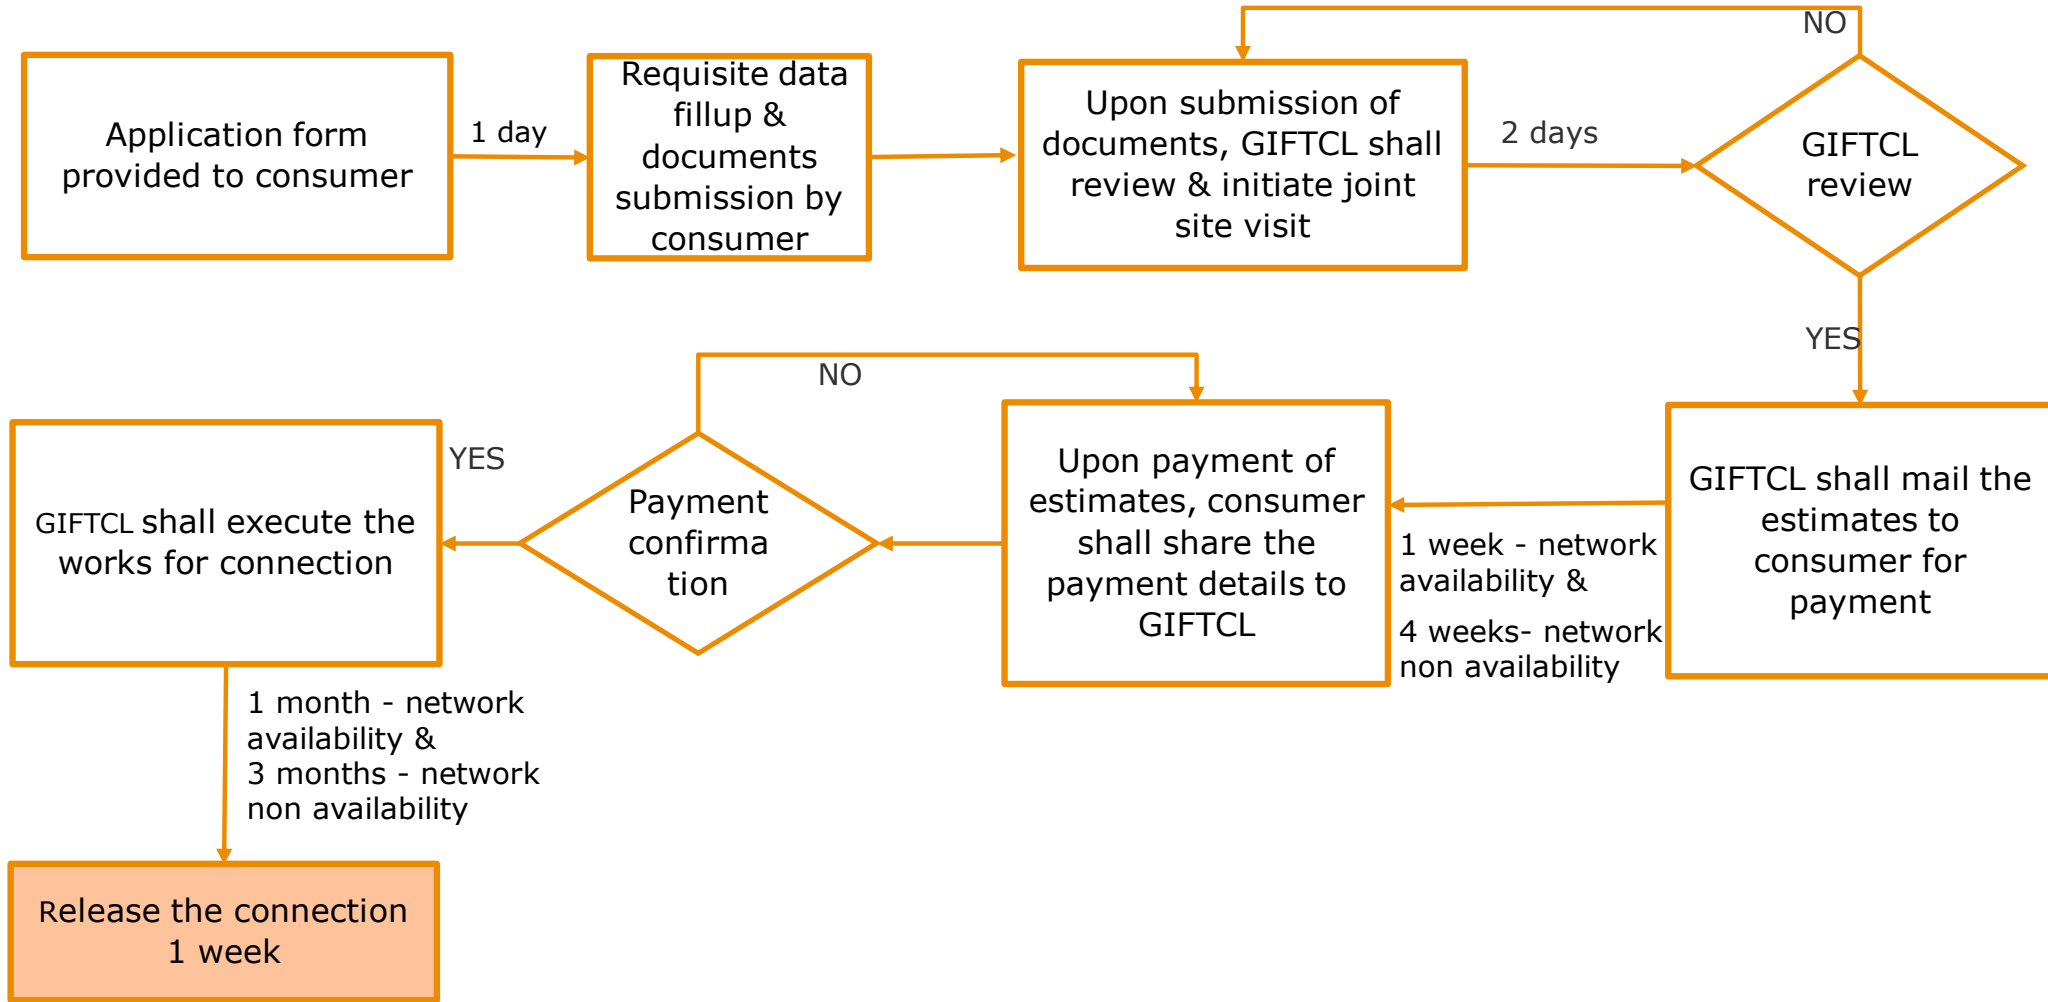 Application form
provided to consumer
1 day
Requisite data
fillup &
documents
submission by
consumer
Upon submission of
documents, GIFTCL shall
review & initiate joint
site visit
2 days
GIFTCL
review
NO
YES
GIFTCL shall mail the
estimates to
consumer for
payment
1 week - network
availability &
4 weeks- network
non availability
Upon payment of
estimates, consumer
shall share the
payment details to
GIFTCL
NO
Payment
confirma
tion
YES
GIFTCL shall execute the
works for connection
1 month - network
availability &
3 months - network
non availability
Release the connection
1 week